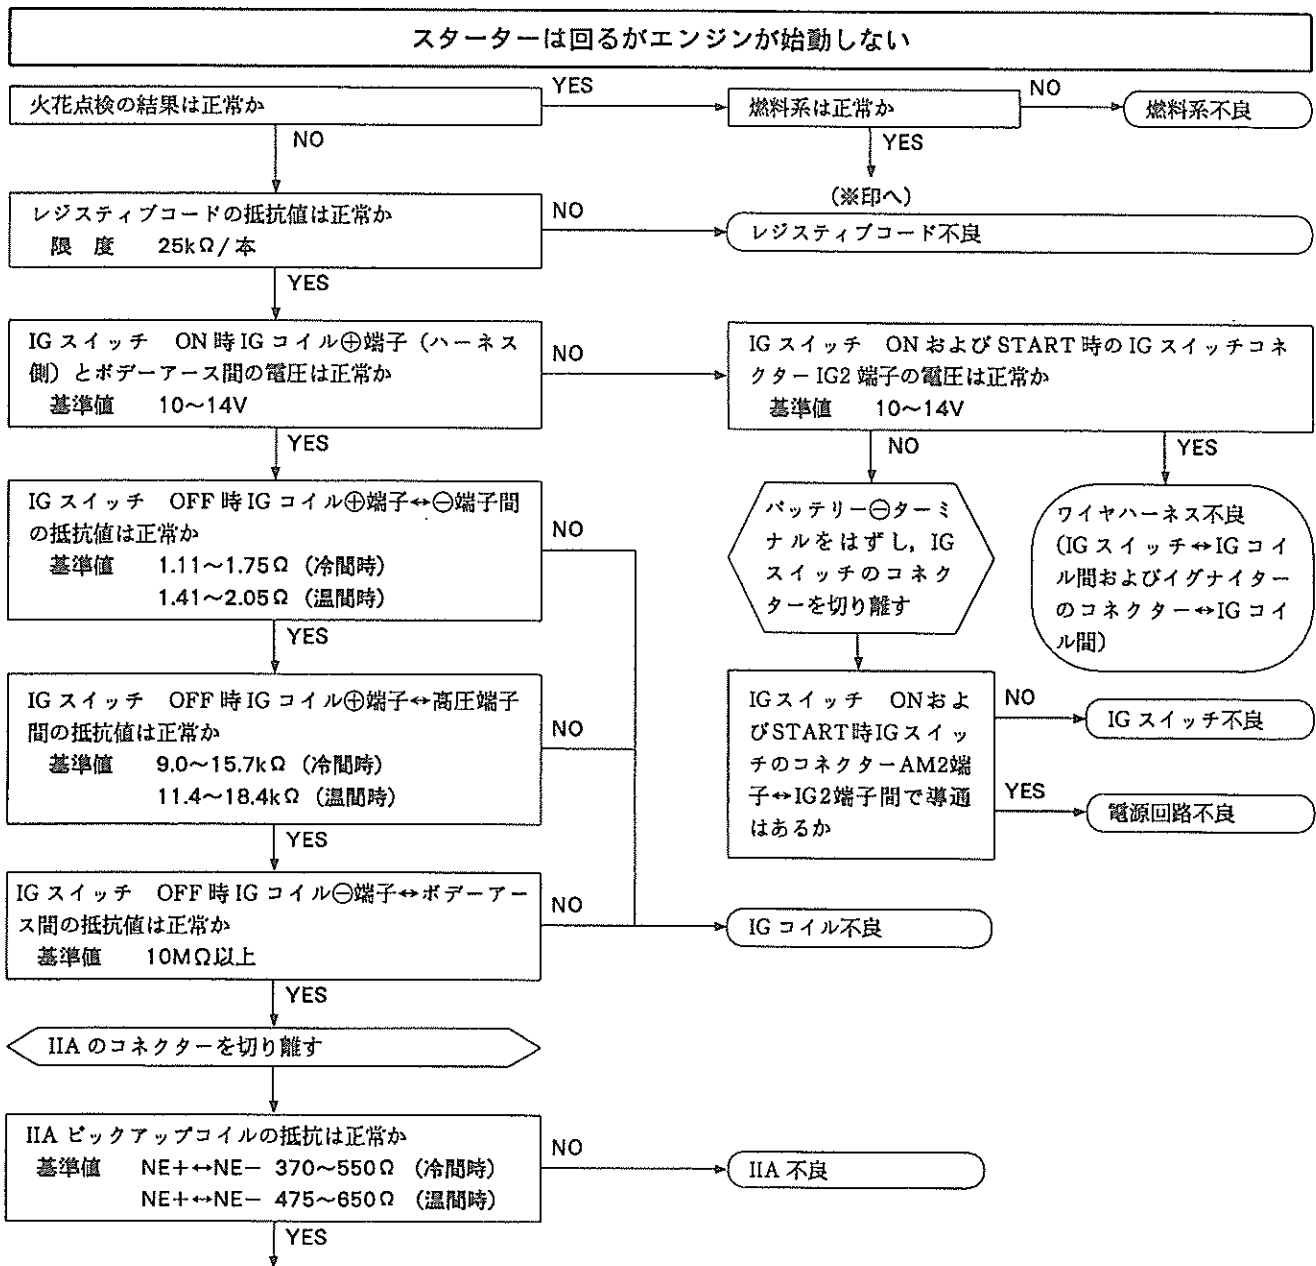 スターターは回るがエンジンが始動しない
火花点検の結果は正常か
YES
燃料系は正常か
NO
燃料系不良
NO
YES
(※印へ)
レジスティブコードの抵抗値は正常か
限 度 25kΩ/本
NO
レジスティブコード不良
YES
IG スイッチ ON 時 IG コイル⊕端子（ハーネス
側）とボデーアース間の電圧は正常か
基準値 10～14V
NO
IG スイッチ ON および START 時の IG スイッチコネ
クター IG2 端子の電圧は正常か
基準値 10～14V
YES
NO
YES
IG スイッチ OFF 時 IG コイル⊕端子↔⊖端子間
の抵抗値は正常か
基準値 1.11～1.75Ω (冷間時)
1.41～2.05Ω (温間時)
NO
バッテリー⊖ターミ
ナルをはずし，IG
スイッチのコネク
ターを切り離す
ワイヤハーネス不良
(IG スイッチ↔IG コイ
ル間およびイグナイター
のコネクター↔IG コイ
ル間)
YES
IG スイッチ OFF 時 IG コイル⊕端子↔高圧端子
間の抵抗値は正常か
基準値 9.0～15.7kΩ (冷間時)
11.4～18.4kΩ (温間時)
NO
IGスイッチ ONおよ
びSTART時IGスイッ
チのコネクターAM2端
子↔IG2端子間で導通
はあるか
NO
IG スイッチ不良
YES
電源回路不良
YES
IG スイッチ OFF 時 IG コイル⊖端子↔ボデーアー
ス間の抵抗値は正常か
基準値 10MΩ以上
NO
IG コイル不良
YES
IIA のコネクターを切り離す
IIA ピックアップコイルの抵抗は正常か
基準値 NE+↔NE- 370～550Ω (冷間時)
NE+↔NE- 475～650Ω (温間時)
NO
IIA 不良
YES